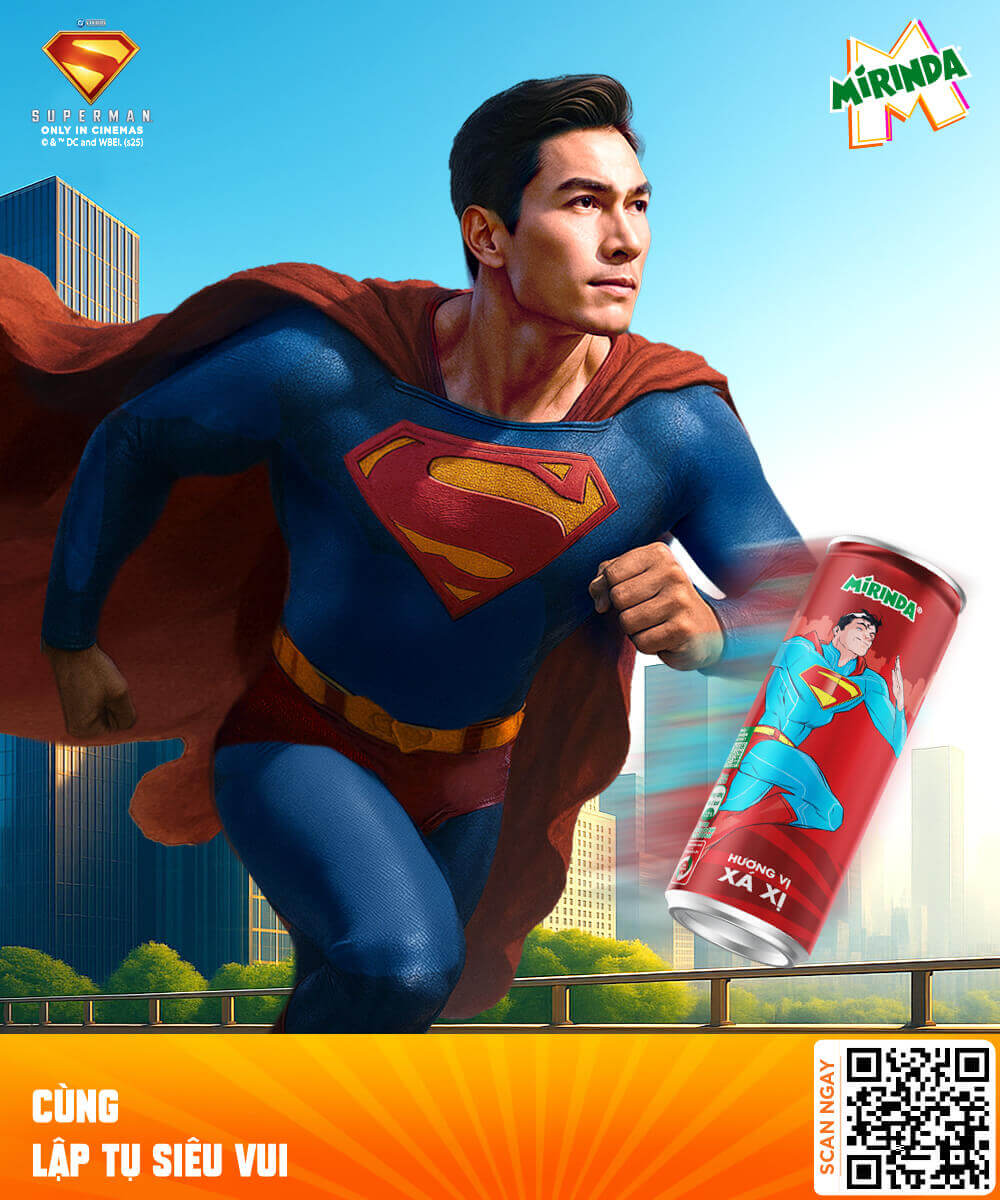 SUPERMAN
ONLY IN CINEMAS
© & ™ DC and WBEI. (s25)
MiRINDA
MiRINDA
HƯƠNG VỊ
XÁ XỊ
CÙNG
LẬP TỤ SIÊU VUI
SCAN NGAY